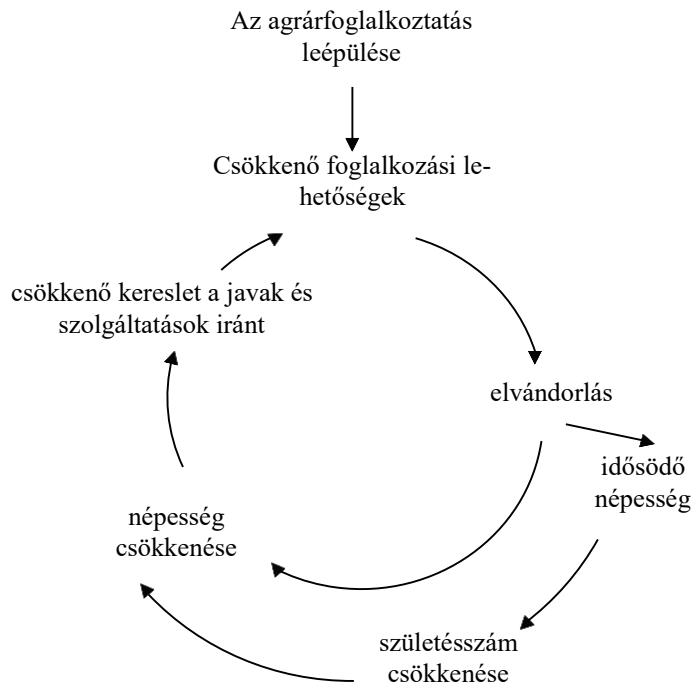 Az agrárfoglalkoztatás
leépülése
Csökkenő foglalkozási le-
hetőségek
csökkenő kereslet a javak és
szolgáltatások iránt
elvándorlás
idősödő
népesség
népesség
csökkenése
születésszám
csökkenése